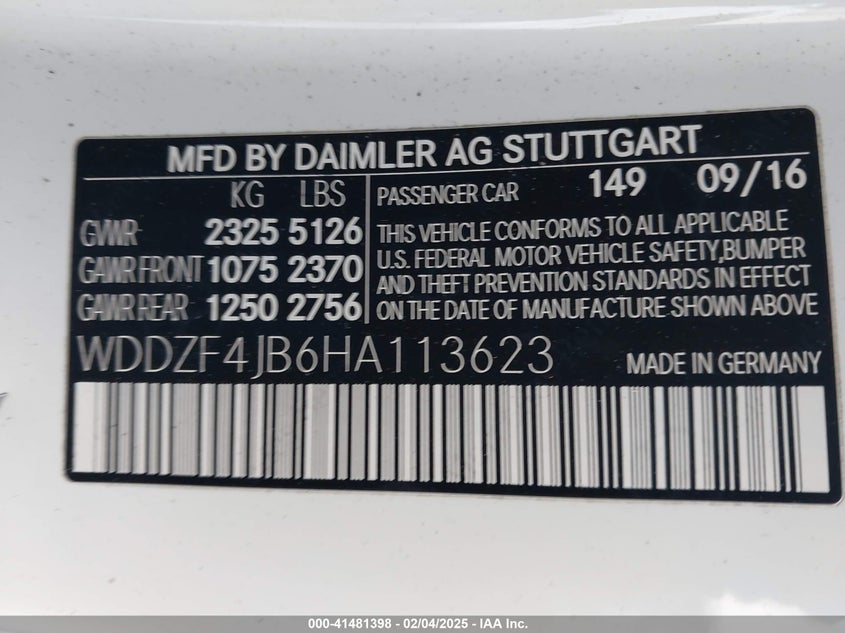 MFD BY DAIMLER AG STUTTGART
KG LBS
GVWR 2325 5126
GAWR FRONT 1075 2370
GAWR REAR 1250 2756
PASSENGER CAR 149 09/16
THIS VEHICLE CONFORMS TO ALL APPLICABLE
U.S. FEDERAL MOTOR VEHICLE SAFETY, BUMPER
AND THEFT PREVENTION STANDARDS IN EFFECT
ON THE DATE OF MANUFACTURE SHOWN ABOVE
WDDZF4JB6HA113623 MADE IN GERMANY
000-41481398 - 02/04/2025 - IAA Inc.